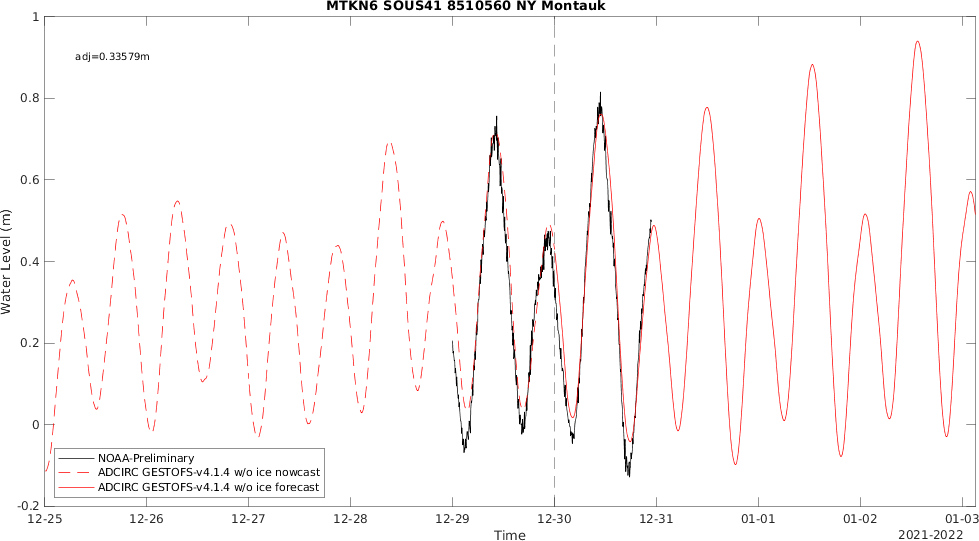 MTKN6 SOUS41 8510560 NY Montauk
adj=0.33579m
1
0.8
0.6
0.4
0.2
0
-0.2
Water Level (m)
NOAA-Preliminary
ADCIRC GESTOFS-v4.1.4 w/o ice nowcast
ADCIRC GESTOFS-v4.1.4 w/o ice forecast
12-25 12-26 12-27 12-28 12-29 12-30 12-31 01-01 01-02 01-03
Time
2021-2022